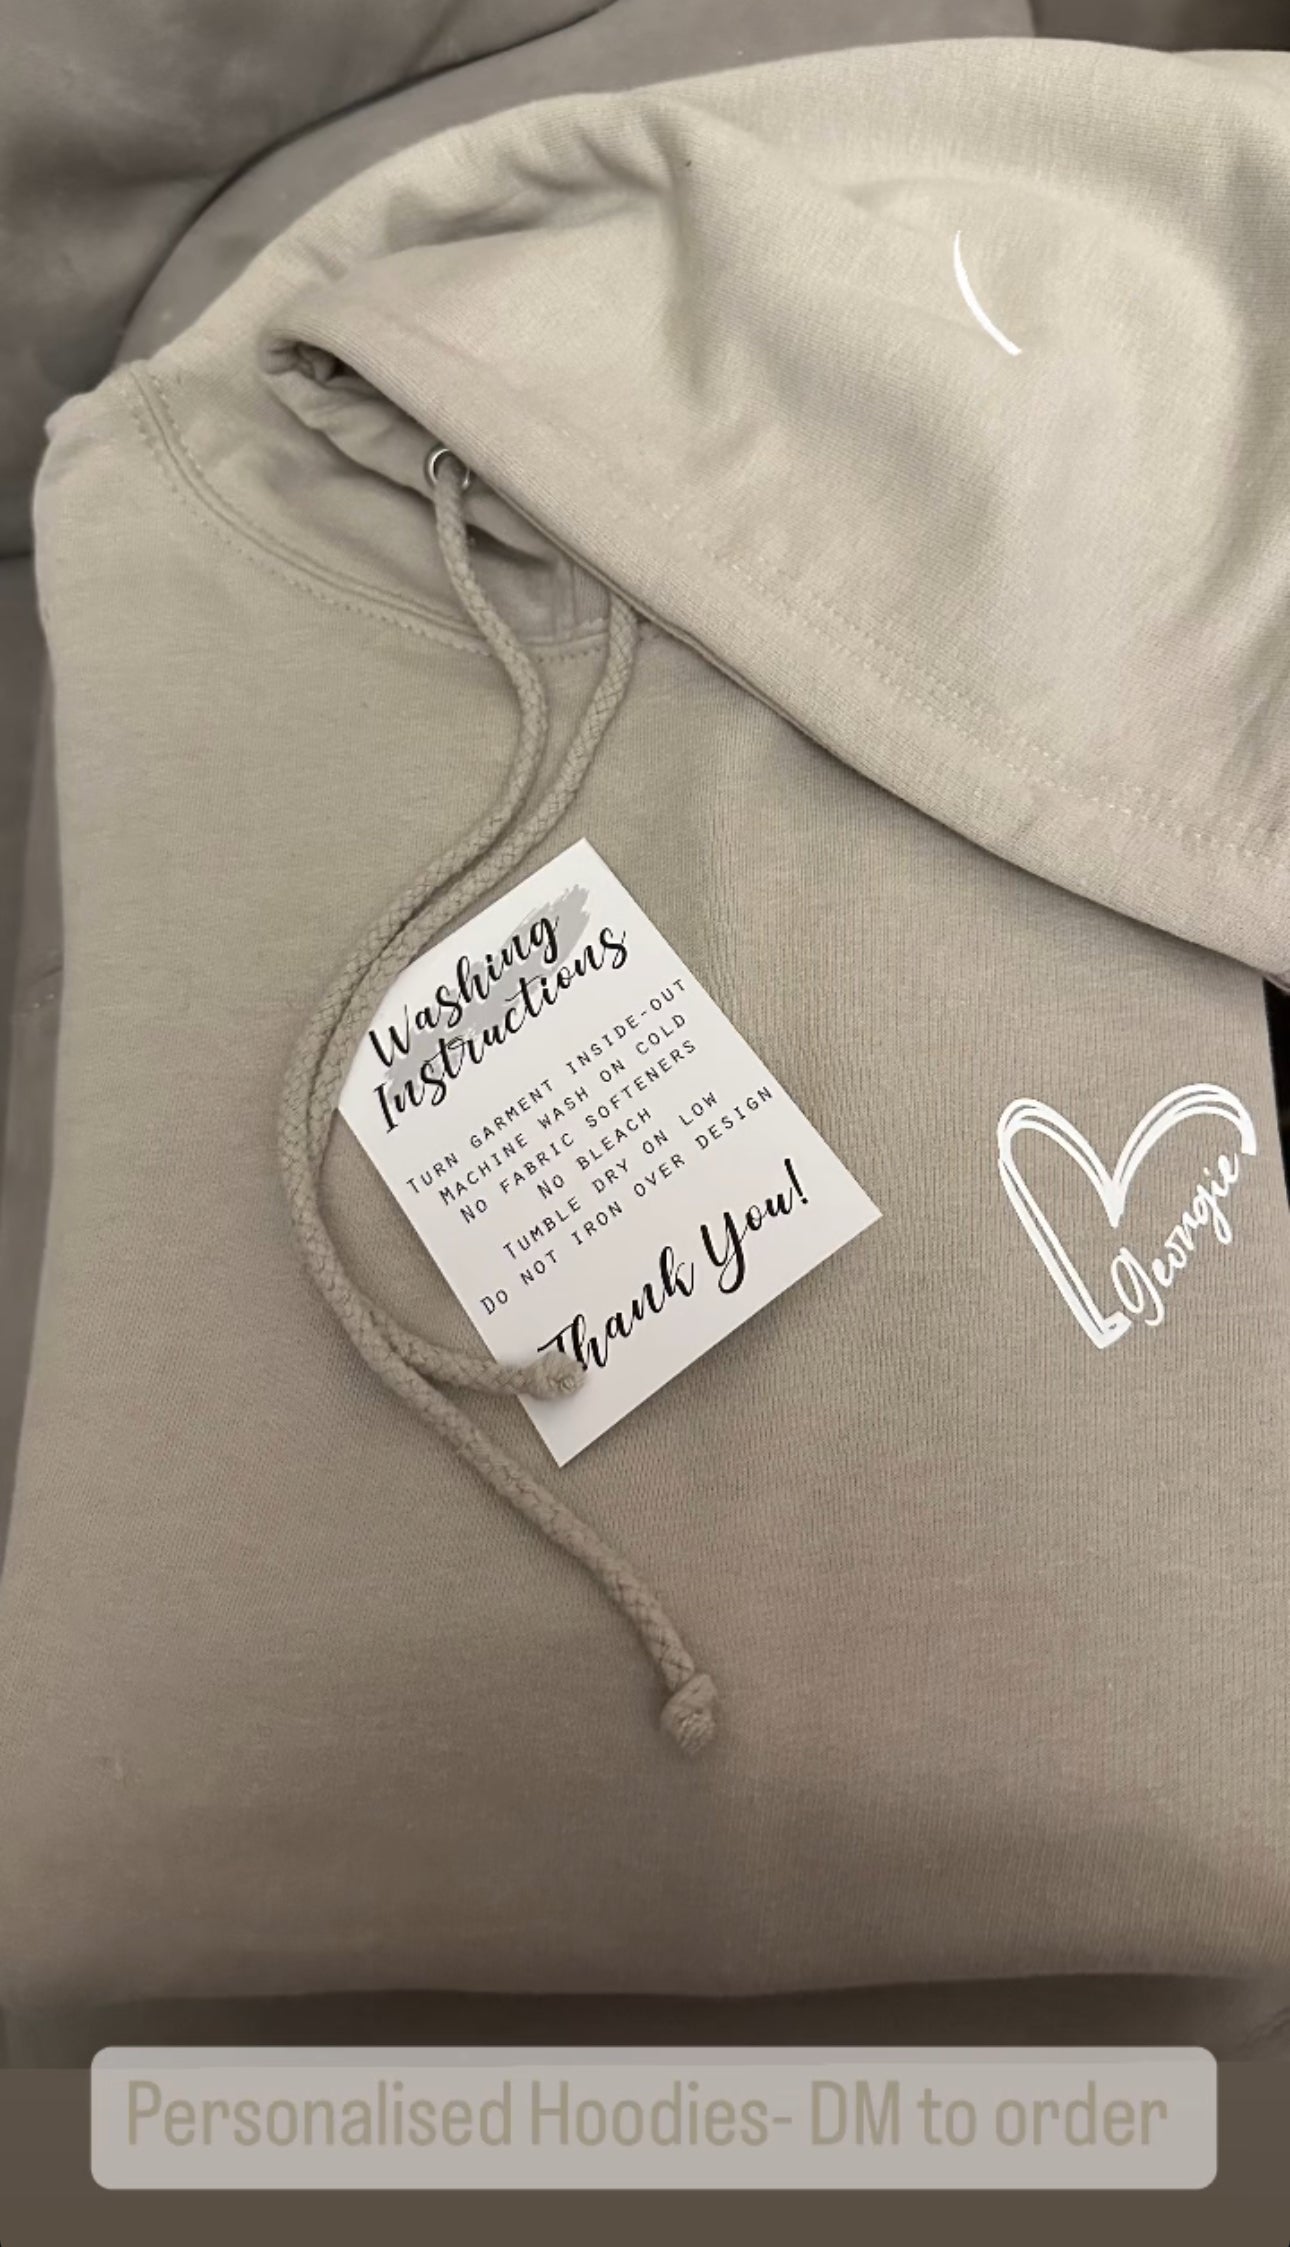 Washing
Instructions
TURN GARMENT INSIDE-OUT
MACHINE WASH ON COLD
NO FABRIC SOFTENERS
NO BLEACH
TUMBLE DRY ON LOW
DO NOT IRON OVER DESIGN
Thank You!
Georgie
Personalised Hoodies- DM to order